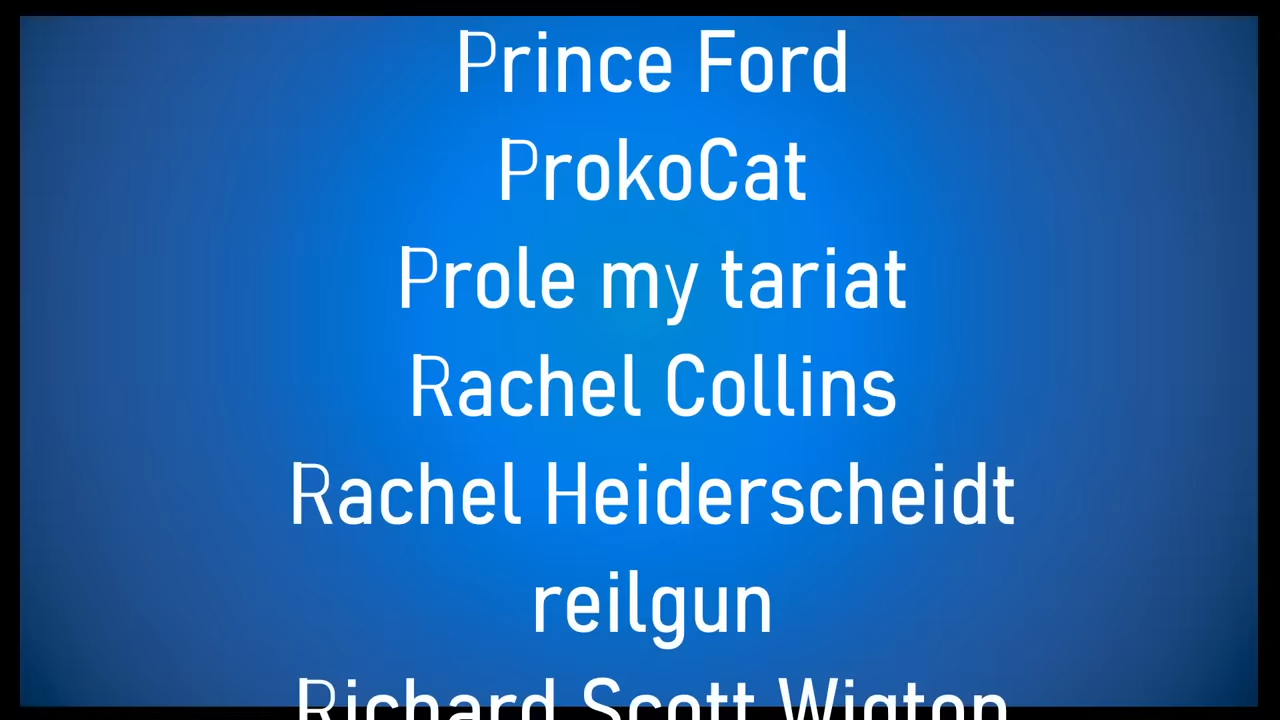 Prince Ford
ProkoCat
Prole my tariat
Rachel Collins
Rachel Heiderscheidt
reilgun
Richard Scott Wigton